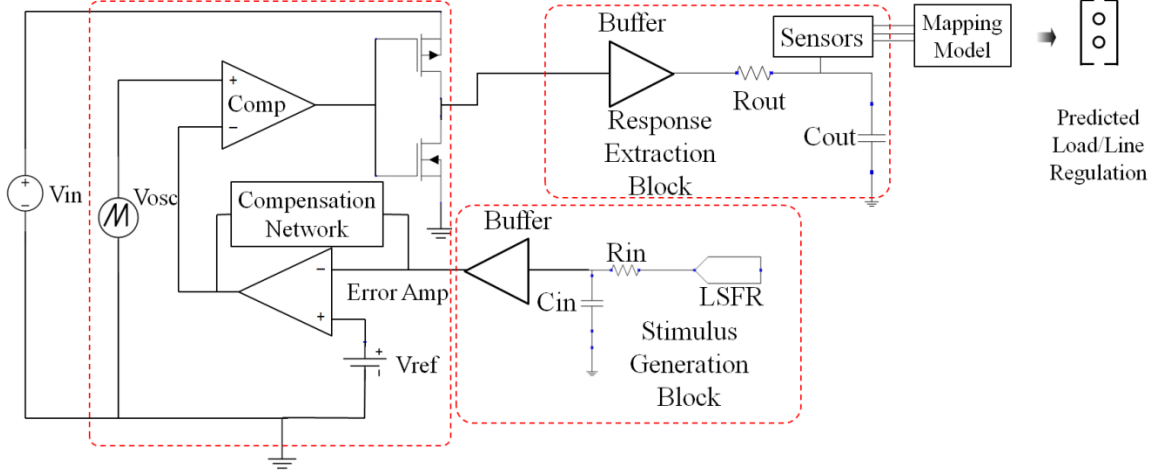 Buffer
Sensors
Mapping
Model
Comp
Rout
Response
Extraction
Block
Cout
Predicted
Load/Line
Regulation
Vin
Vosc
Compensation
Network
Buffer
Rin
LSFR
Error Amp
Cin
Stimulus
Generation
Block
Vref